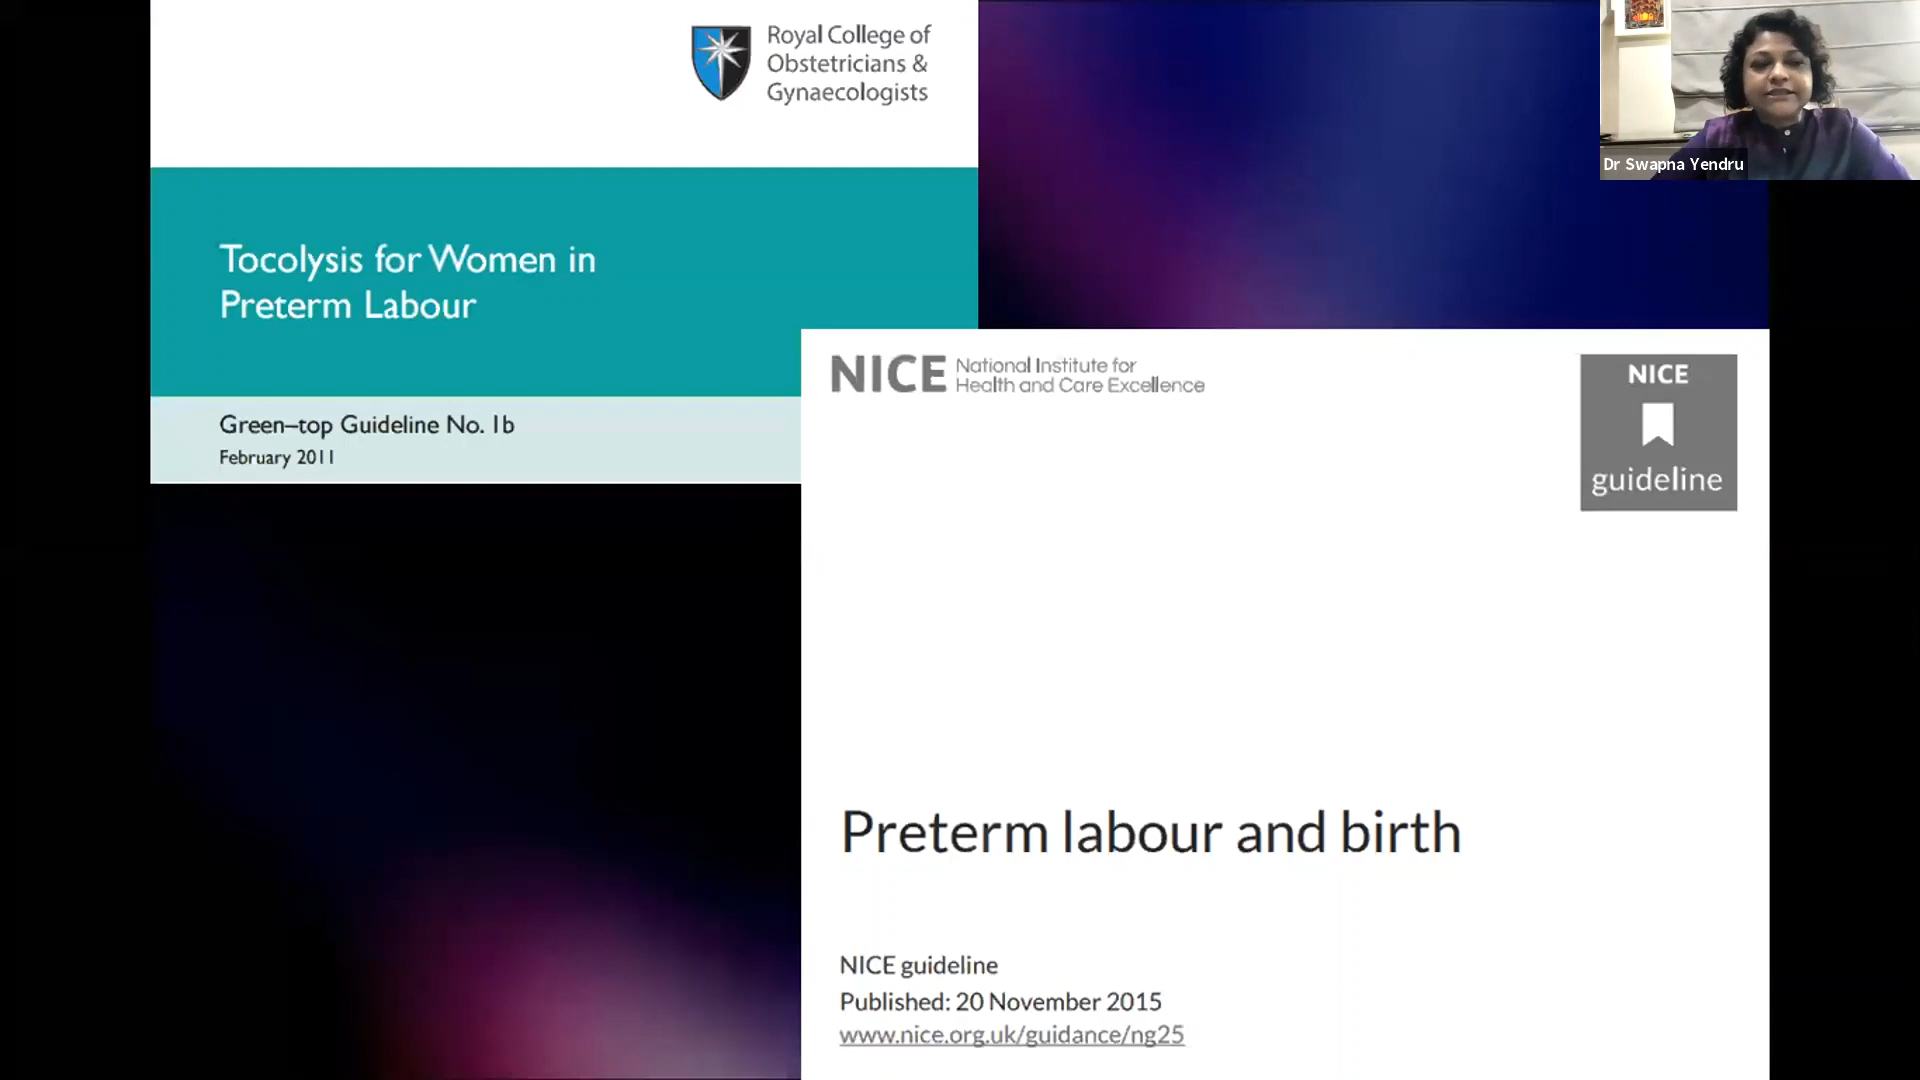 Royal College of
Obstetricians &
Gynaecologists
Tocolysis for Women in
Preterm Labour
Green–top Guideline No. 1b
February 2011
Dr Swapna Yendru
NICE National Institute for
Health and Care Excellence
NICE
guideline
Preterm labour and birth
NICE guideline
Published: 20 November 2015
www.nice.org.uk/guidance/ng25